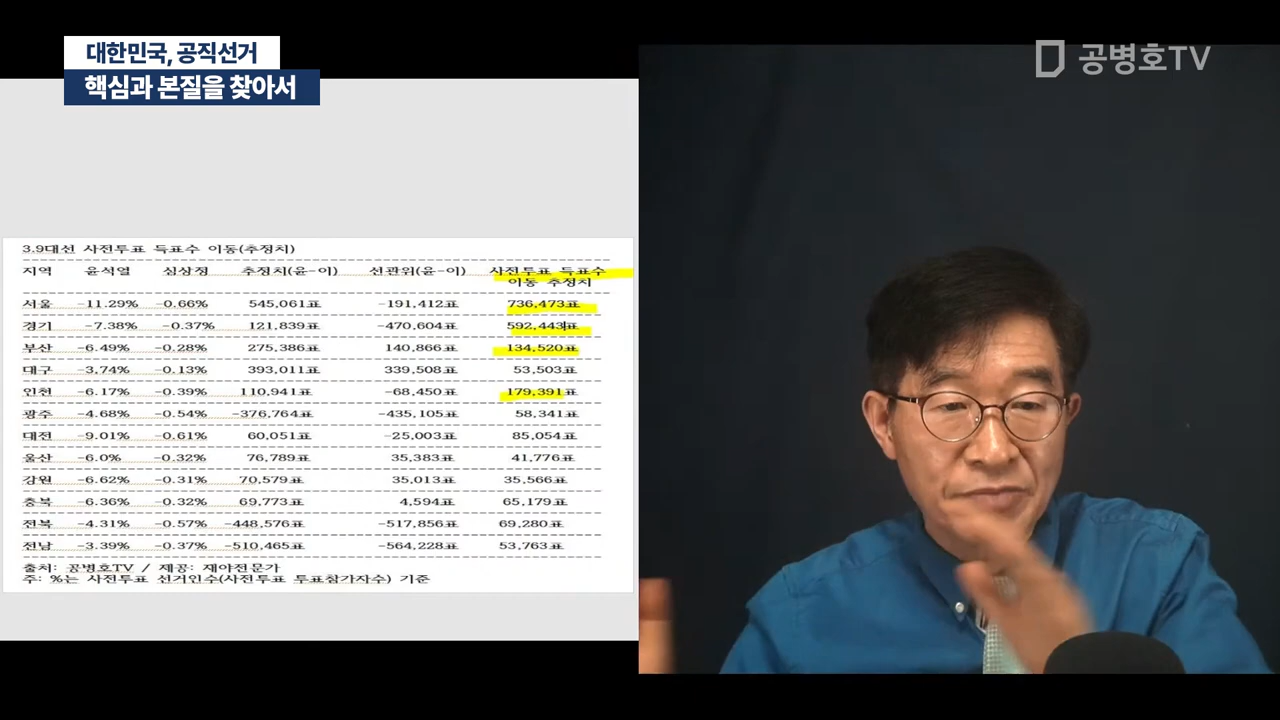 대한민국, 공직선거
핵심과 본질을 찾아서
공병호TV
3.9대선 사전투표 득표수 이동(추정치)
지역 윤석열 심상정 추정치(윤-이)선관위(윤-이) 사전투표 득표수
이동 추정치
서울 -11.29% -0.66% 545,061표 -191,412표 736,473표
경기 -7.38% -0.37% 121,839표 -470,604표 592,443표
부산 -6.49% -0.28% 275,386표 140,866표 134,520표
대구 -3.74% -0.13% 393,011표 339,508표 53,503표
인천 -6.17% -0.39% 110,941표 -68,450표 179,391표
광주 -4.68% -0.54% -376,764표 -435,105표 58,341표
대전 -9.01% -0.61% 60,051표 -25,003표 85,054표
울산 -6.0% -0.32% 76,789표 35,383표 41,776표
강원 -6.62% -0.31% 70,579표 35,013표 35,566표
충북 -6.36% -0.32% 69,773표 4,594표 65,179표
전북 -4.31% -0.57% -448,576표 -517,856표 69,280표
전남 -3.39% -0.37% -510,465표 -564,228표 53,763표
출처: 공병호TV / 제공: 재야전문가
주: %는 사전투표 선거인수(사전투표 투표참가자수) 기준